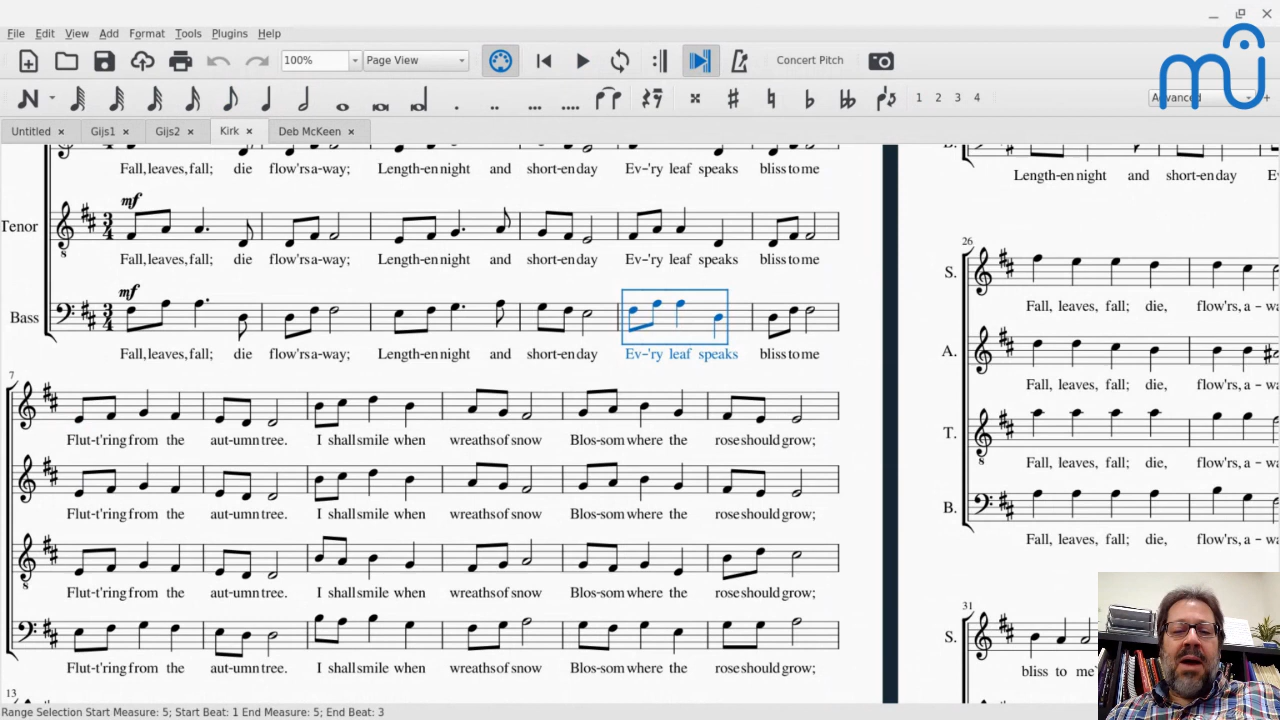 File Edit View Add Format Tools Plugins Help
100% Page View Concert Pitch
1 2 3 4 Advanced +
Untitled × Gijs1 × Gijs2 × Kirk × Deb McKeen ×
Fall, leaves, fall; die flow'rs a-way; Length-en night and short-en day Ev-'ry leaf speaks bliss to me
mf
Tenor
Fall, leaves, fall; die flow'rs a-way; Length-en night and short-en day Ev-'ry leaf speaks bliss to me
mf
Bass
Fall, leaves, fall; die flow'rs a-way; Length-en night and short-en day Ev-'ry leaf speaks bliss to me
7
Flut-t'ring from the aut-umn tree. I shall smile when wreaths of snow Blos-som where the rose should grow;
Flut-t'ring from the aut-umn tree. I shall smile when wreaths of snow Blos-som where the rose should grow;
Flut-t'ring from the aut-umn tree. I shall smile when wreaths of snow Blos-som where the rose should grow;
Flut-t'ring from the aut-umn tree. I shall smile when wreaths of snow Blos-som where the rose should grow;
13
Length-en night and short-en day
26
S.
Fall, leaves, fall; die, flow'rs, a –
A.
Fall, leaves, fall; die, flow'rs, a –
T.
Fall, leaves, fall; die, flow'rs, a –
B.
Fall, leaves, fall; die, flow'rs, a –
31
S.
bliss to me
Range Selection Start Measure: 5; Start Beat: 1 End Measure: 5; End Beat: 3